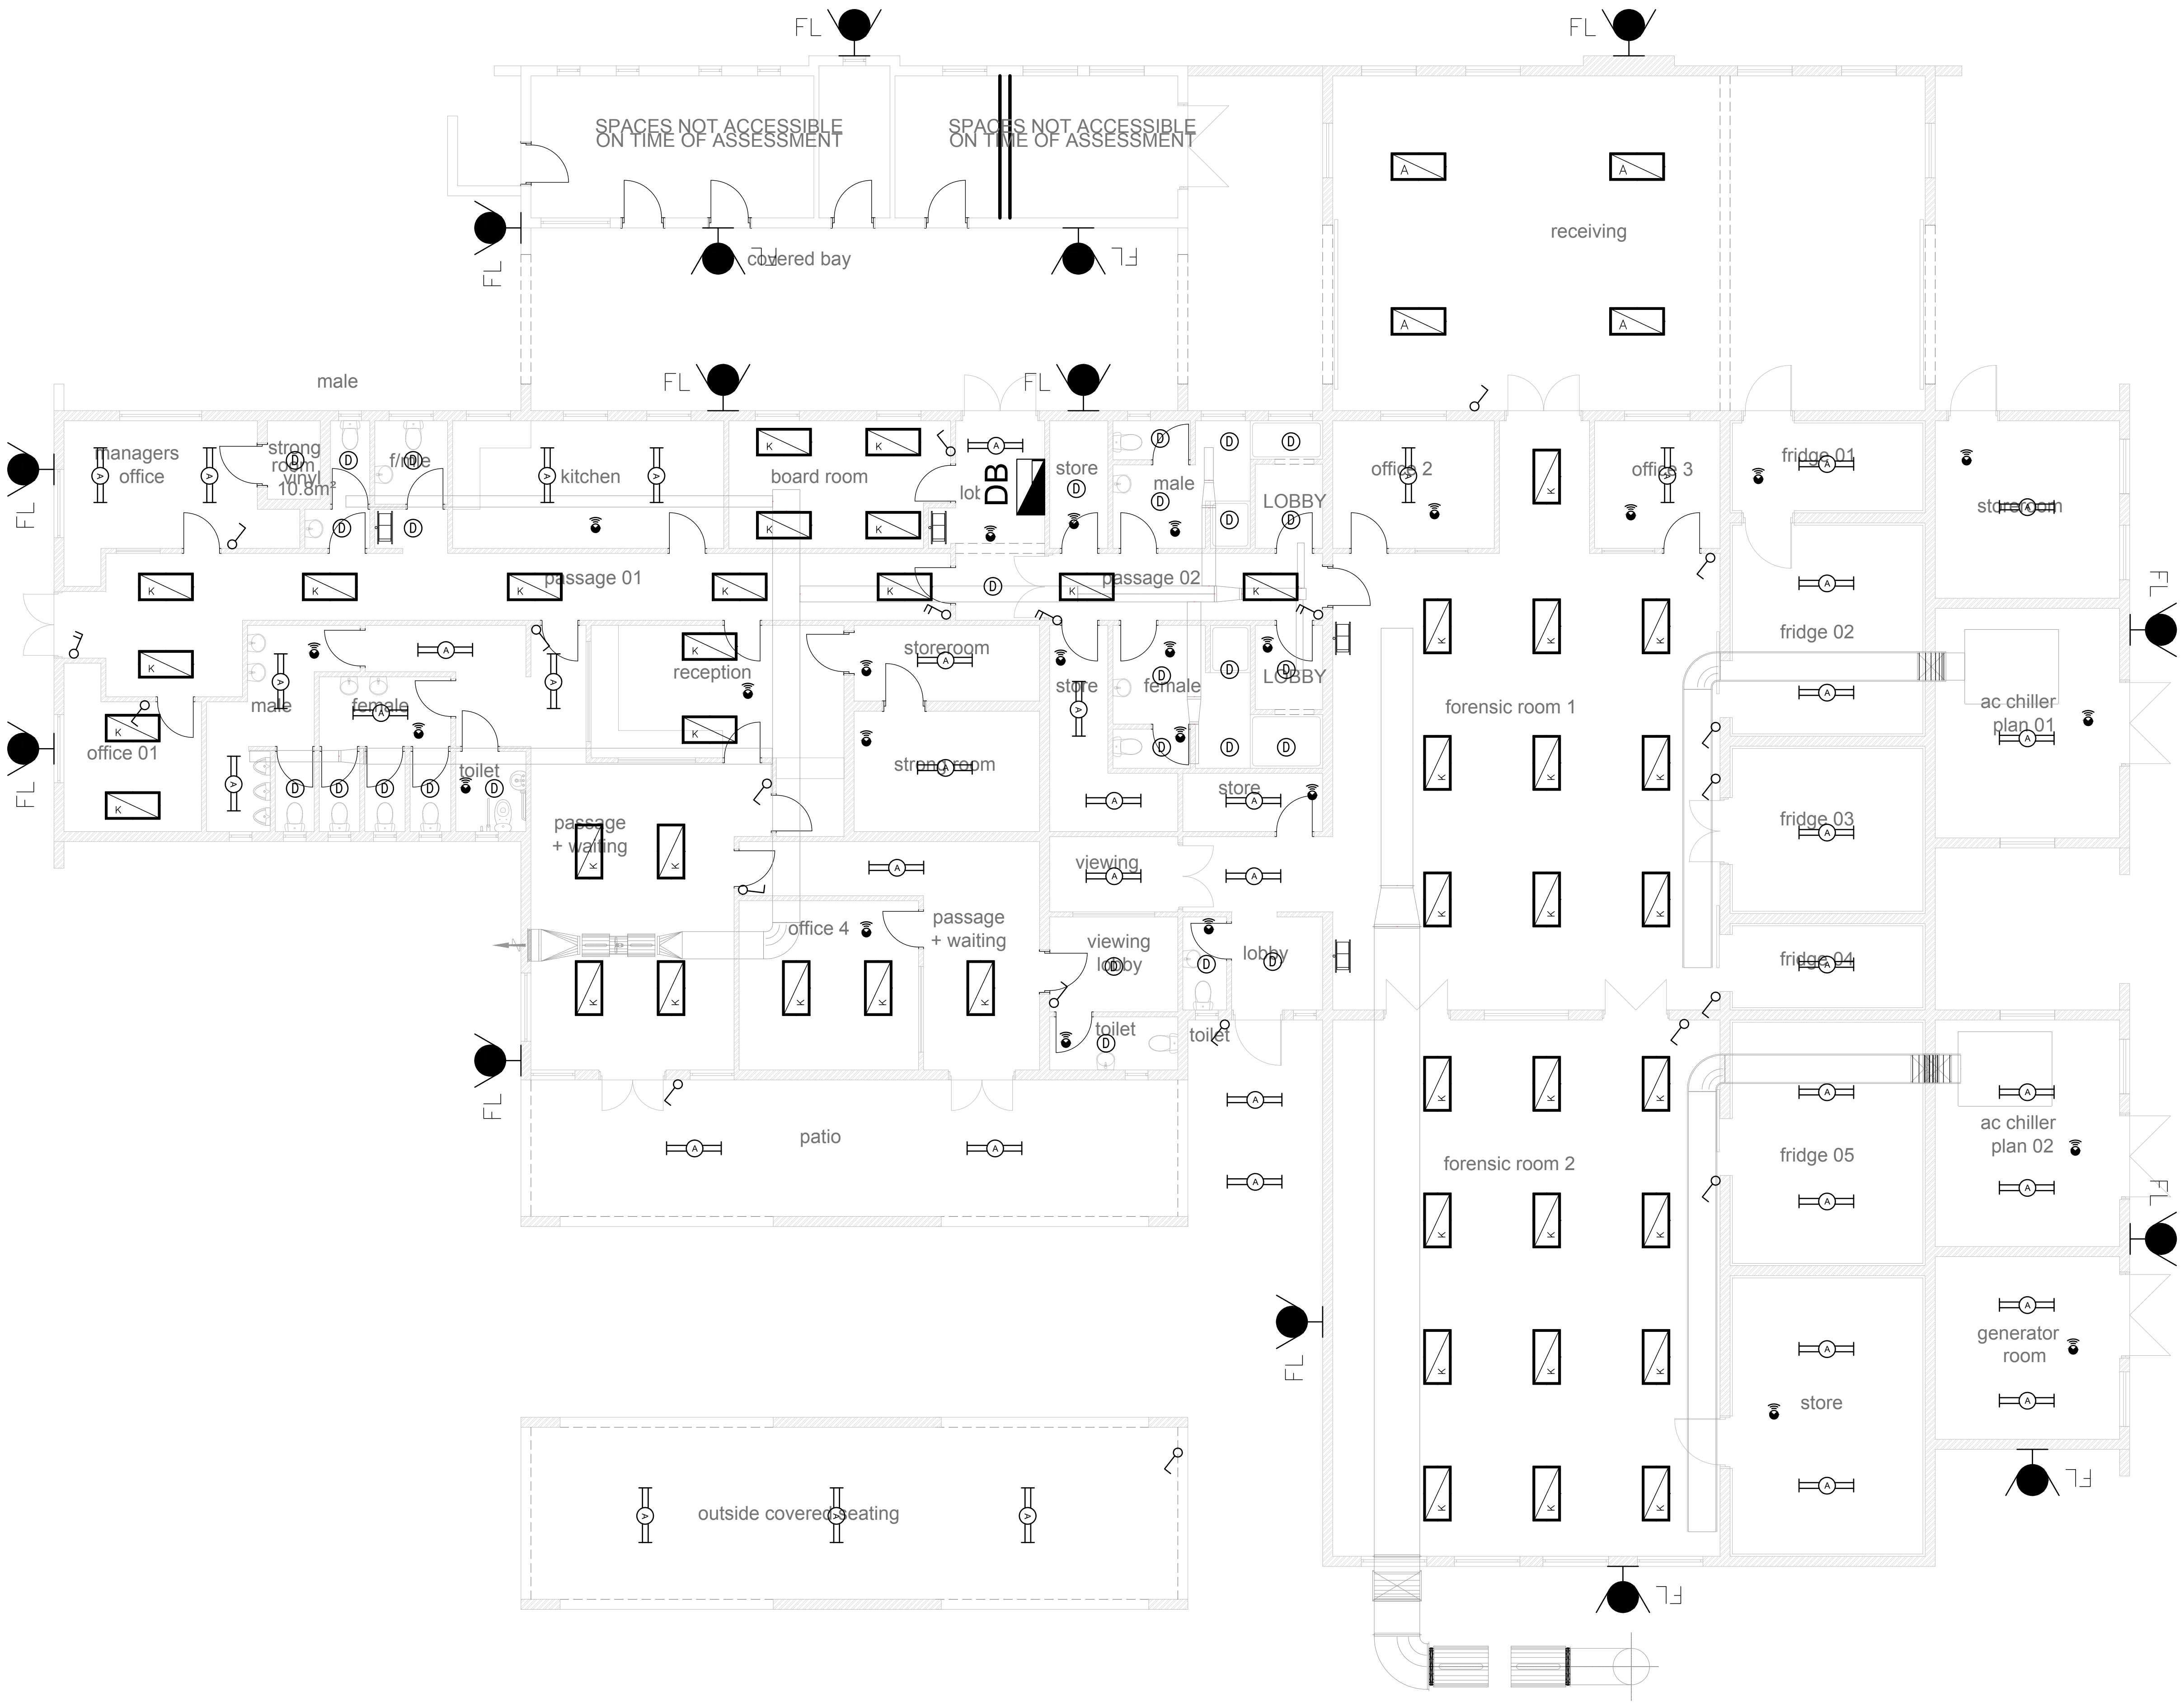 FL
FL
SPACES NOT ACCESSIBLE
ON TIME OF ASSESSMENT
SPACES NOT ACCESSIBLE
ON TIME OF ASSESSMENT
A
A
receiving
FL
covered bay
FL
FL
A
A
male
FL
FL
managers
office
strong
room
vinyl
10.8m²
f/mle
kitchen
board room
DB
store
male
LOBBY
office 2
office 3
fridge 01
storeroom
FL
passage 01
passage 02
FL
fridge 02
storeroom
reception
store
female
LOBBY
male
female
forensic room 1
ac chiller
plan 01
office 01
toilet
strong room
store
FL
passage
+ waiting
fridge 03
viewing
office 4
passage
+ waiting
viewing
lobby
lobby
fridge 04
toilet
toilet
FL
patio
forensic room 2
fridge 05
ac chiller
plan 02
FL
generator
room
FL
store
FL
outside covered seating
FL